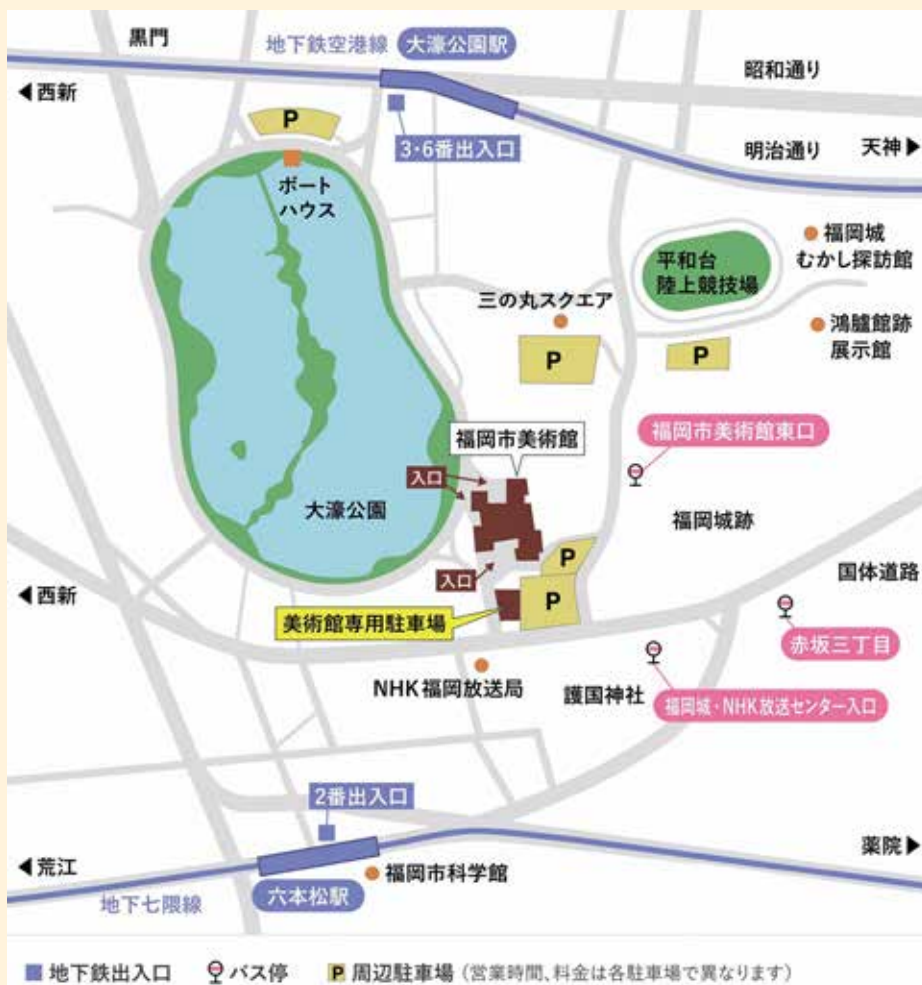 黒門
地下鉄空港線 大濠公園駅
昭和通り
◀西新
P
3・6番出入口
明治通り 天神▶
ボート
ハウス
平和台
陸上競技場
福岡城
むかし探訪館
三の丸スクエア
P
P
鴻臚館跡
展示館
福岡市美術館
福岡市美術館東口
入口
大濠公園
福岡城跡
P
入口
国体道路
◀西新
P
美術館専用駐車場
赤坂三丁目
NHK福岡放送局
護国神社
福岡城・NHK放送センター入口
2番出入口
薬院▶
◀荒江
福岡市科学館
地下七隈線
六本松駅
地下鉄出入口 バス停 P 周辺駐車場 (営業時間、料金は各駐車場で異なります)